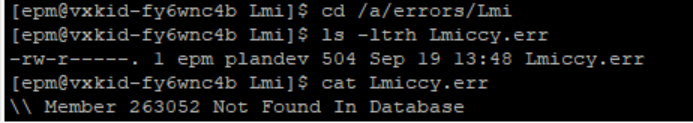 [epm@vxkid-fy6wnc4b Lmi]$ cd /a/errors/Lmi
[epm@vxkid-fy6wnc4b Lmi]$ ls -ltrh Lmiccy.err
-rw-r-----. 1 epm plandev 504 Sep 19 13:48 Lmiccy.err
[epm@vxkid-fy6wnc4b Lmi]$ cat Lmiccy.err
\\ Member 263052 Not Found In Database